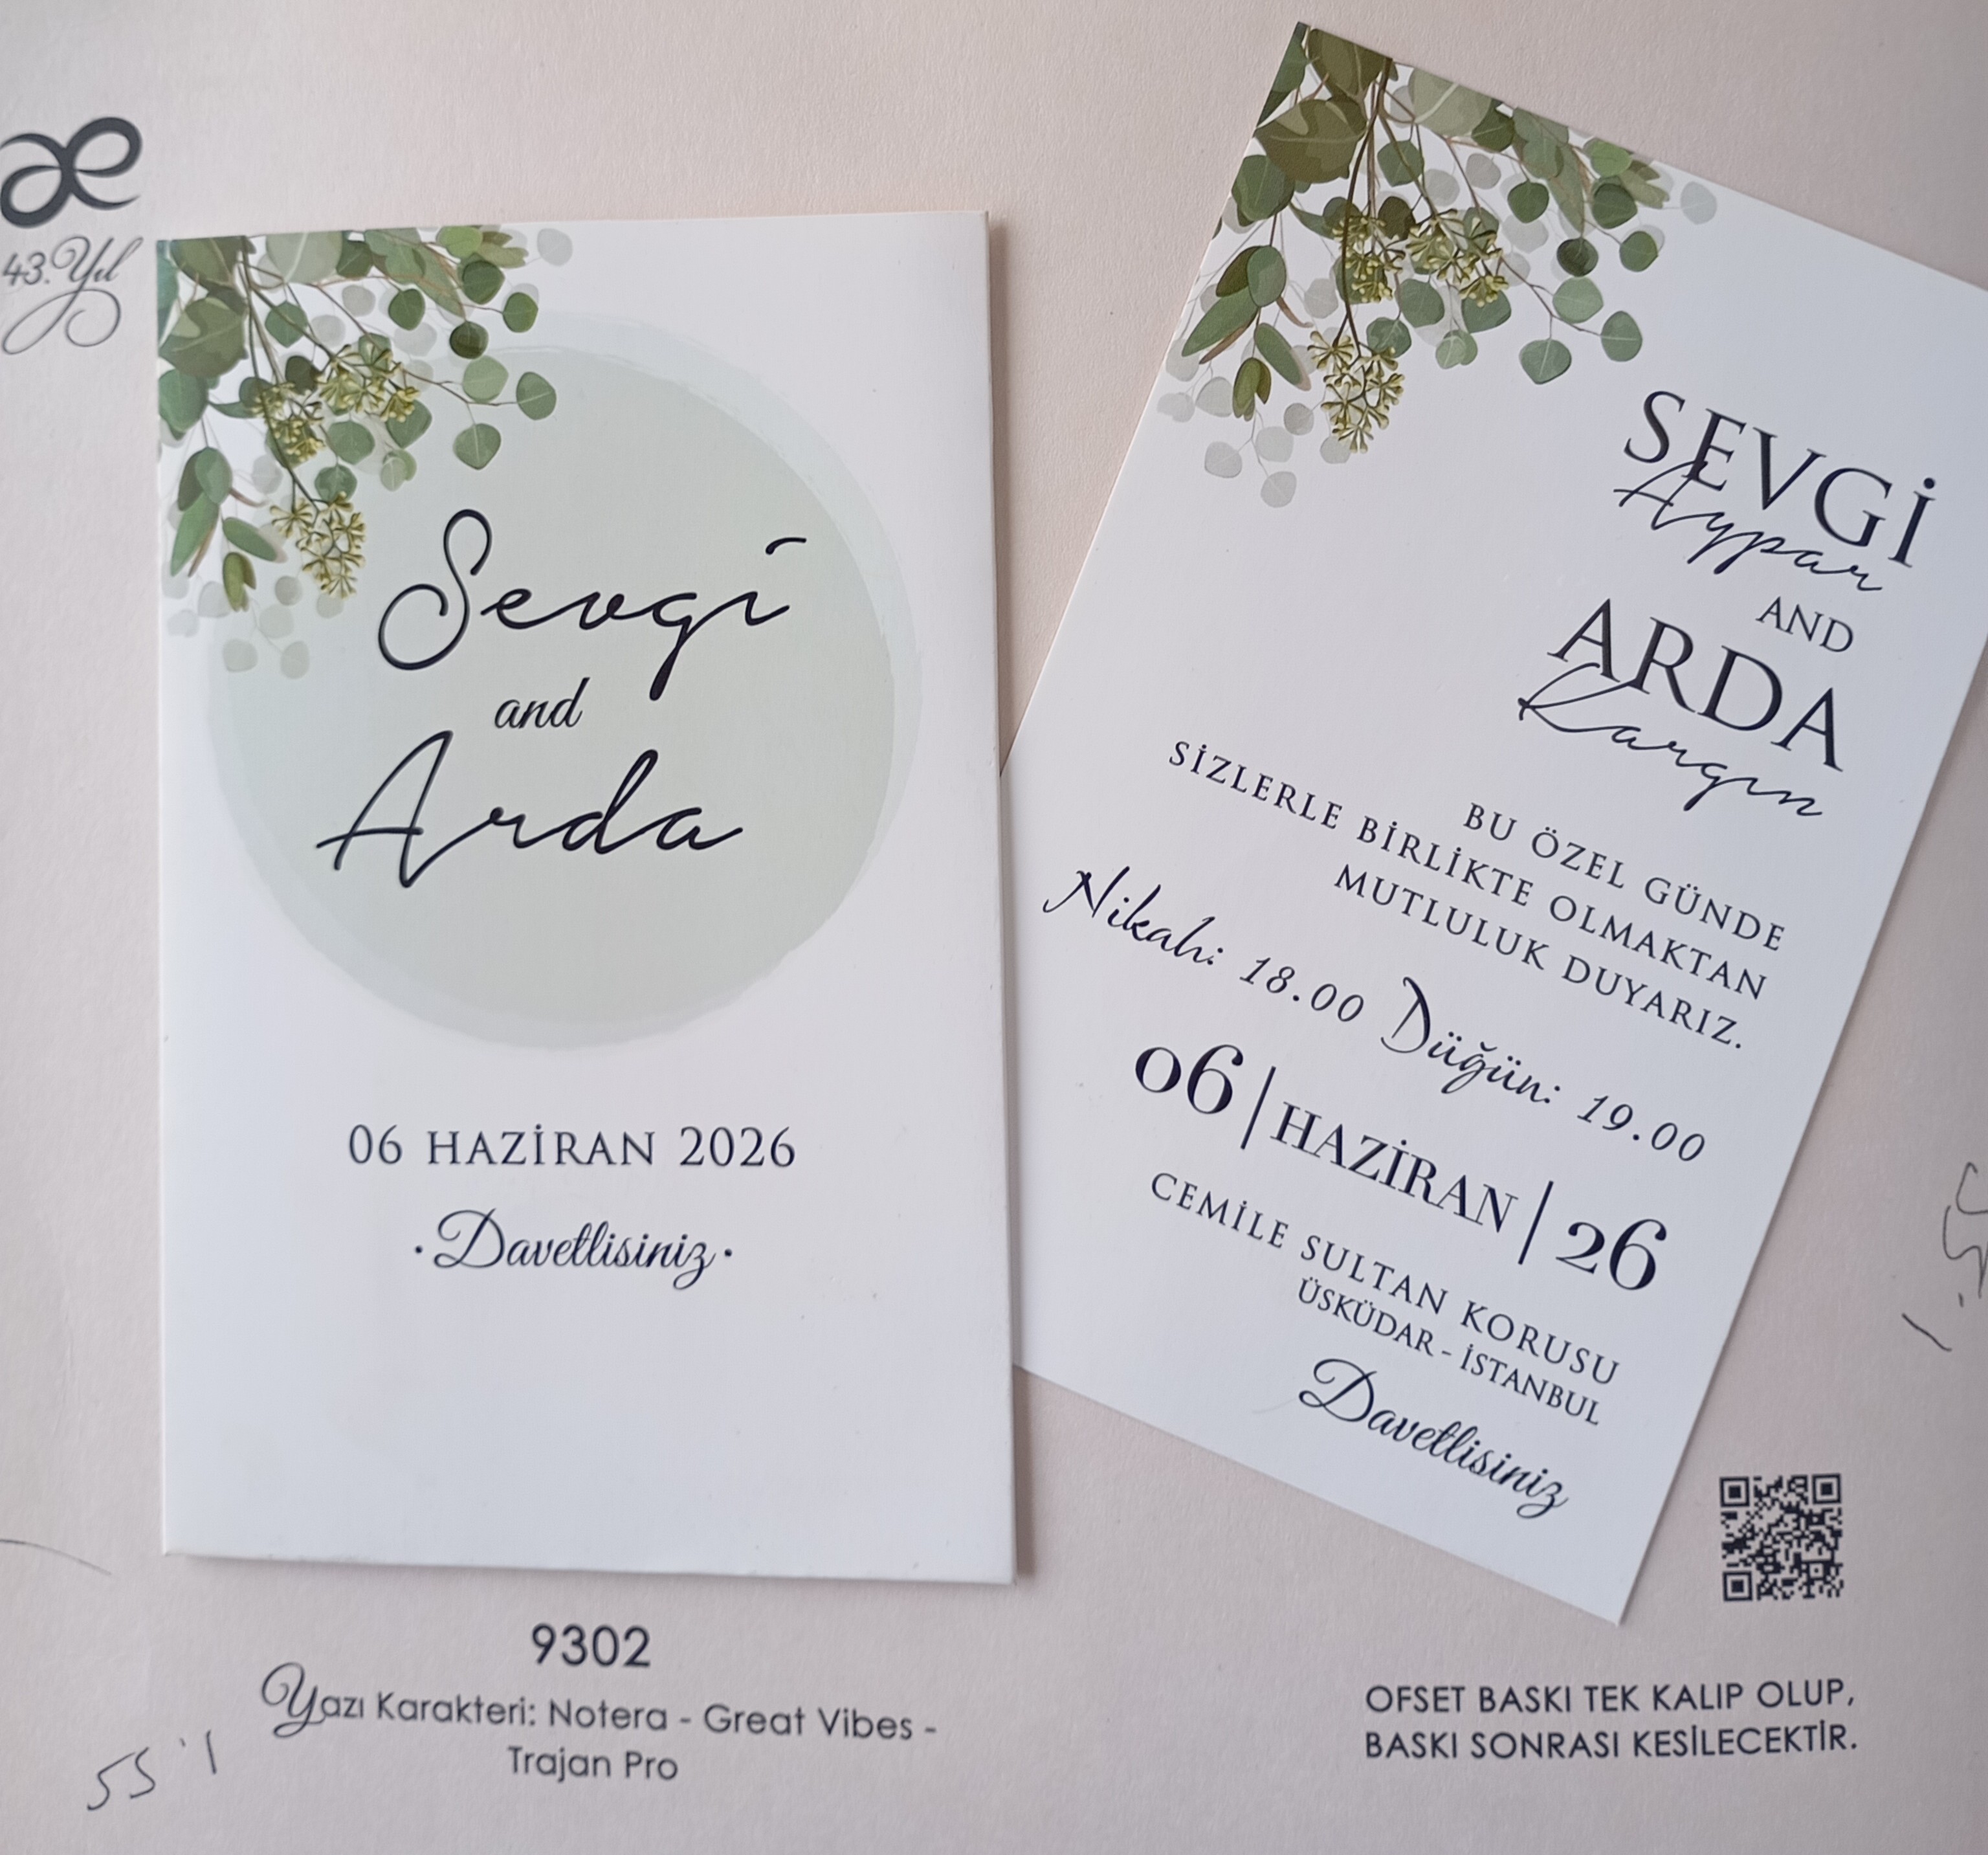 43. Yıl
Sevgi
and
Arda
06 HAZİRAN 2026
· Davetlisiniz ·
SEVGİ
Aypar
AND
ARDA
Kargın
BU ÖZEL GÜNDE
SİZLERLE BİRLİKTE OLMAKTAN
MUTLULUK DUYARIZ.
Nikah: 18.00 Düğün: 19.00
06 | HAZİRAN | 26
CEMİLE SULTAN KORUSU
ÜSKÜDAR - İSTANBUL
Davetlisiniz
9302
Yazı Karakteri: Notera - Great Vibes -
Trajan Pro
OFSET BASKI TEK KALIP OLUP,
BASKI SONRASI KESİLECEKTİR.